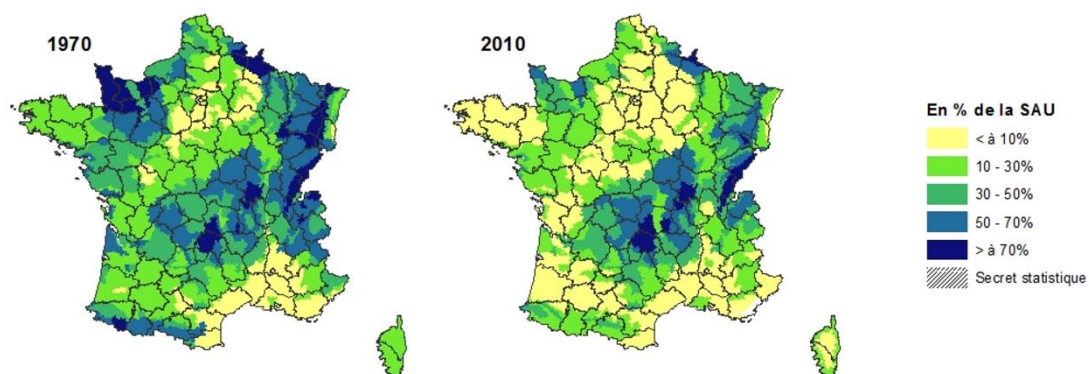 1970
2010
En % de la SAU
< à 10%
10 - 30%
30 - 50%
50 - 70%
> à 70%
Secret statistique